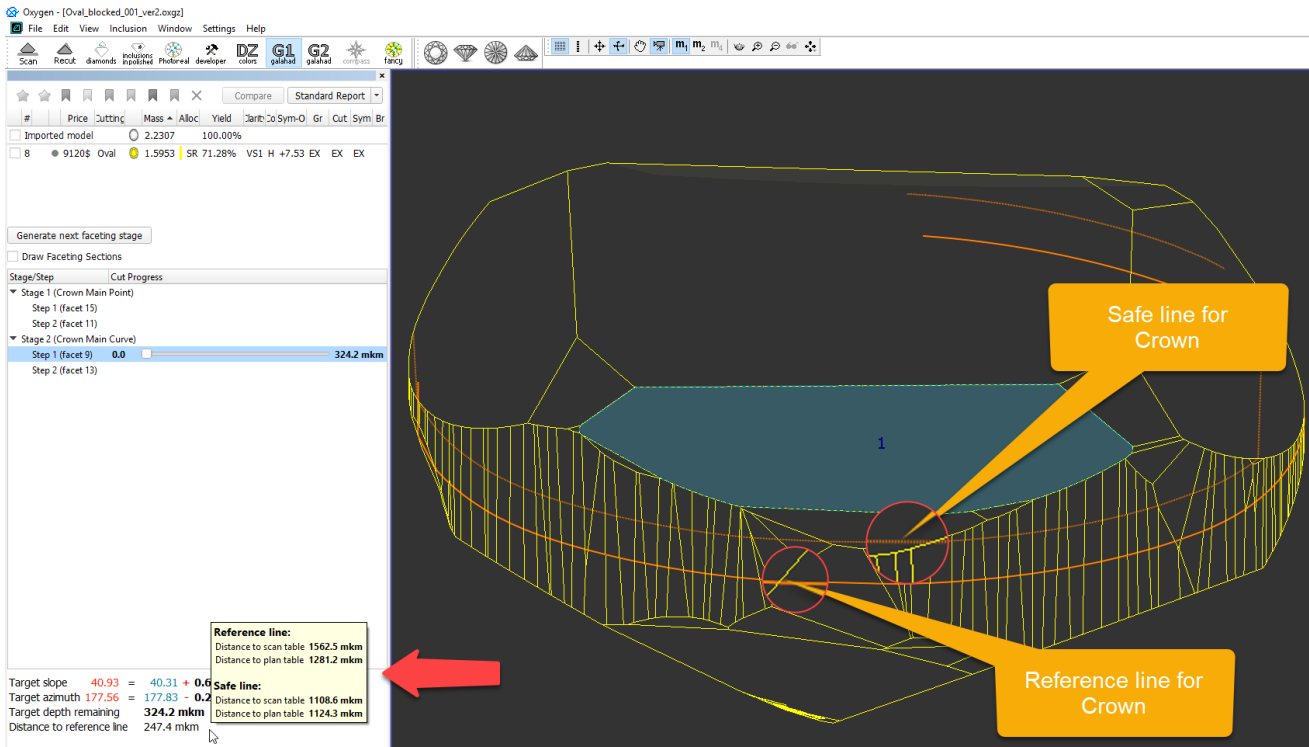 Oxygen - [Oval_blocked_001_ver2.oxgz]
File Edit View Inclusion Window Settings Help
DZ G1 G2
m1 m2 m4
Scan Recut diamonds inclusions inpolished Photoreal developer colors galahad galahad compass fancy
Compare Standard Report
# Price Cutting Mass Alloc Yield Clarit Co Sym-O Gr Cut Sym Br
Imported model 2.2307 100.00%
8 9120$ Oval 1.5953 SR 71.28% VS1 H +7.53 EX EX EX
Generate next faceting stage
Draw Faceting Sections
Stage/Step Cut Progress
Stage 1 (Crown Main Point)
Step 1 (facet 15)
Step 2 (facet 11)
Stage 2 (Crown Main Curve)
Step 1 (facet 9) 0.0 324.2 mkm
Step 2 (facet 13)
Reference line:
Distance to scan table 1562.5 mkm
Distance to plan table 1281.2 mkm
Safe line:
Distance to scan table 1108.6 mkm
Distance to plan table 1124.3 mkm
Target slope 40.93 = 40.31 + 0.6
Target azimuth 177.56 = 177.83 - 0.2
Target depth remaining 324.2 mkm
Distance to reference line 247.4 mkm
Safe line for
Crown
1
Reference line for
Crown